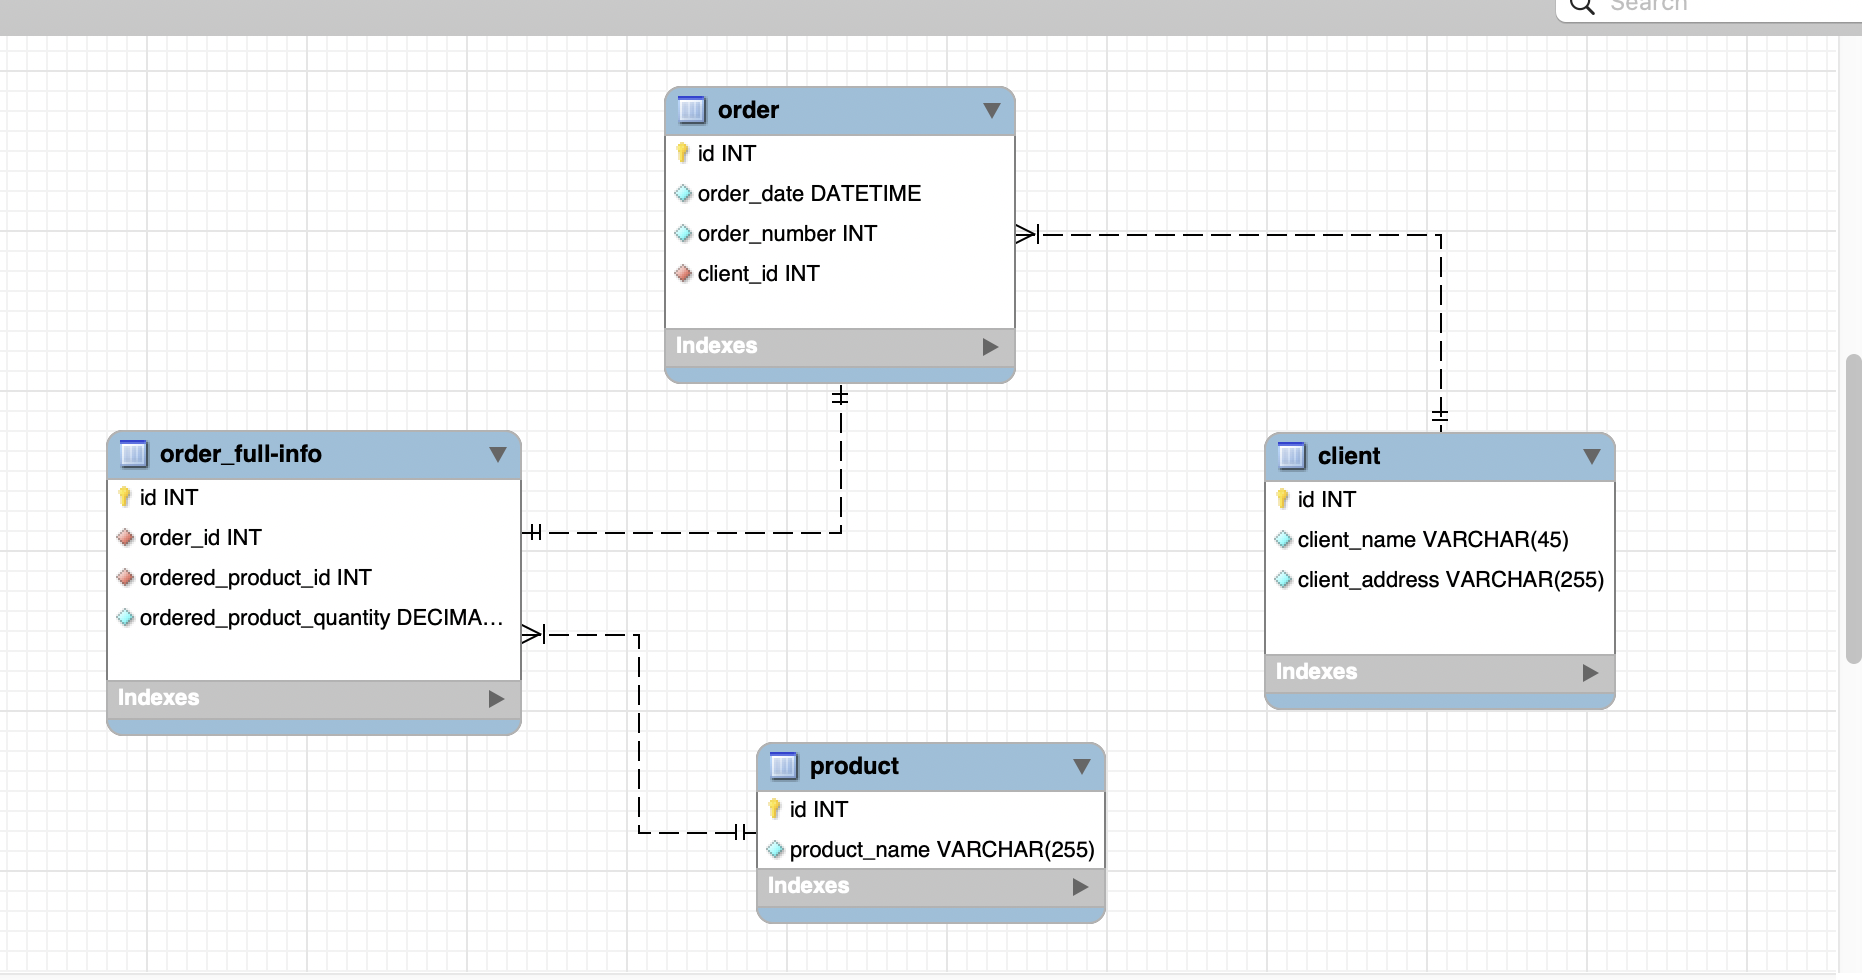 Search
order
id INT
order_date DATETIME
order_number INT
client_id INT
Indexes
order_full-info
id INT
order_id INT
ordered_product_id INT
ordered_product_quantity DECIMA...
Indexes
client
id INT
client_name VARCHAR(45)
client_address VARCHAR(255)
Indexes
product
id INT
product_name VARCHAR(255)
Indexes